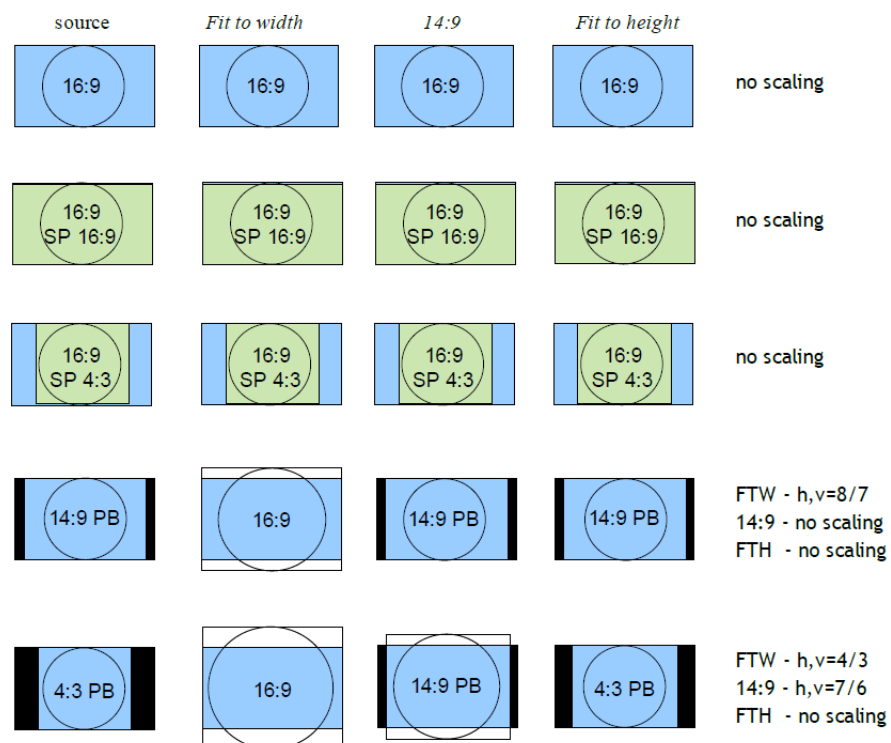 source Fit to width 14:9 Fit to height
16:9 16:9 16:9 16:9 no scaling
16:9 16:9 16:9 16:9
SP 16:9 SP 16:9 SP 16:9 SP 16:9 no scaling
16:9 16:9 16:9 16:9
SP 4:3 SP 4:3 SP 4:3 SP 4:3 no scaling
14:9 PB 16:9 14:9 PB 14:9 PB
FTW - h,v=8/7
14:9 - no scaling
FTH - no scaling
4:3 PB 16:9 14:9 PB 4:3 PB
FTW - h,v=4/3
14:9 - h,v=7/6
FTH - no scaling